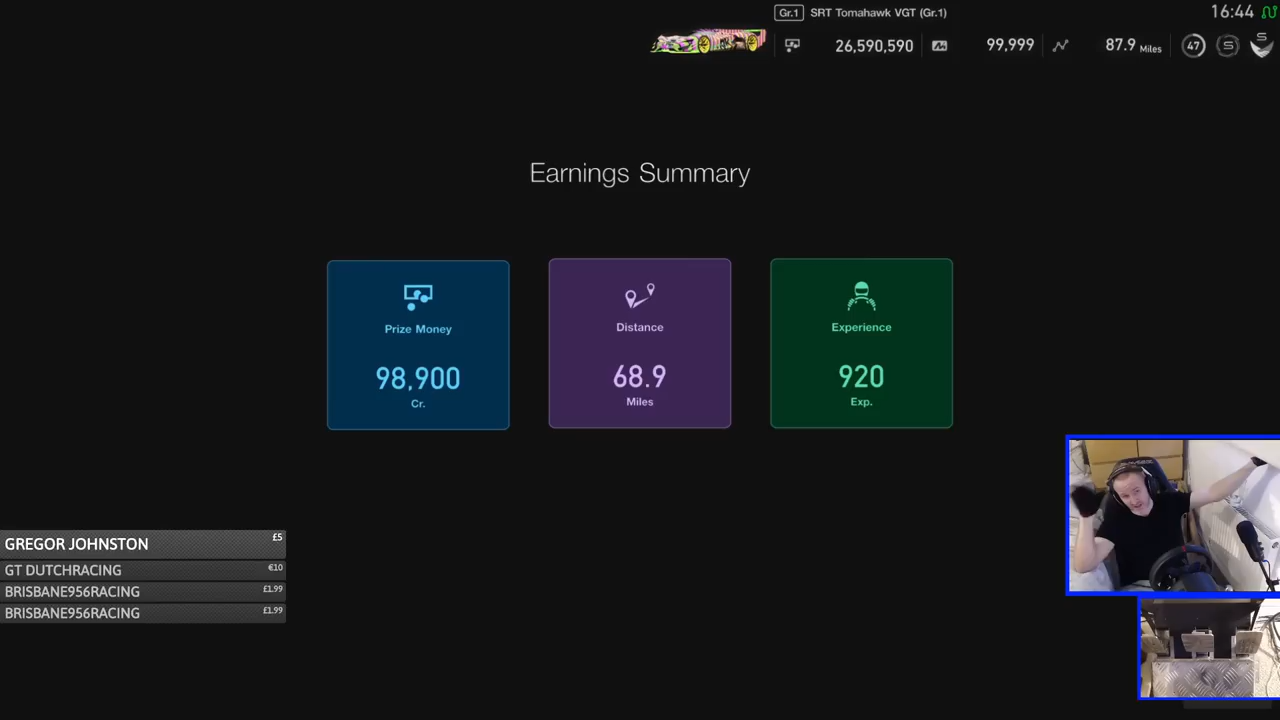 Gr.1 SRT Tomahawk VGT (Gr.1)
16:44
26,590,590 99,999 87.9 Miles 47 S S
Earnings Summary
Prize Money
98,900
Cr.
Distance
68.9
Miles
Experience
920
Exp.
GREGOR JOHNSTON £5
GT DUTCHRACING €10
BRISBANE956RACING £1.99
BRISBANE956RACING £1.99